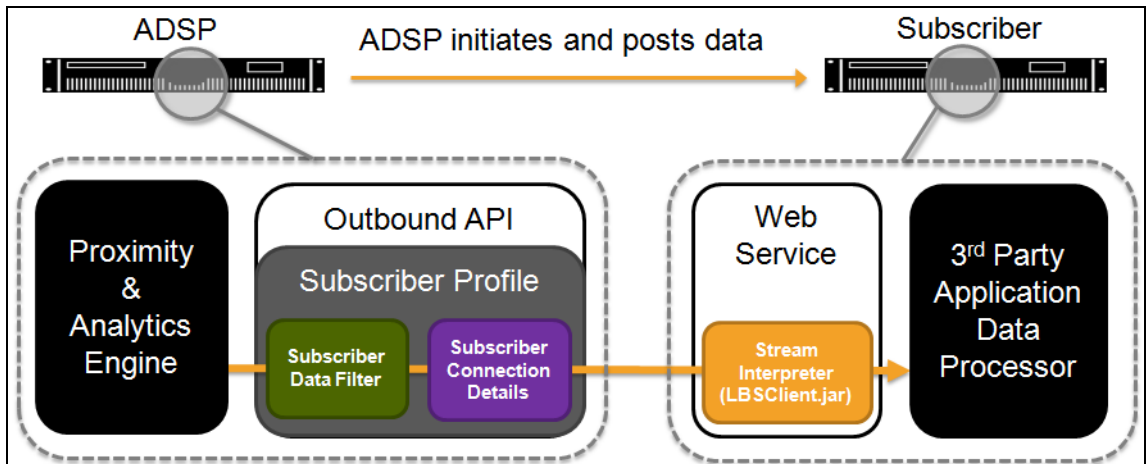 ADSP
ADSP initiates and posts data
Subscriber
Proximity
&
Analytics
Engine
Outbound API
Subscriber Profile
Subscriber
Data Filter
Subscriber
Connection
Details
Web
Service
Stream
Interpreter
(LBSClient.jar)
3rd Party
Application
Data
Processor